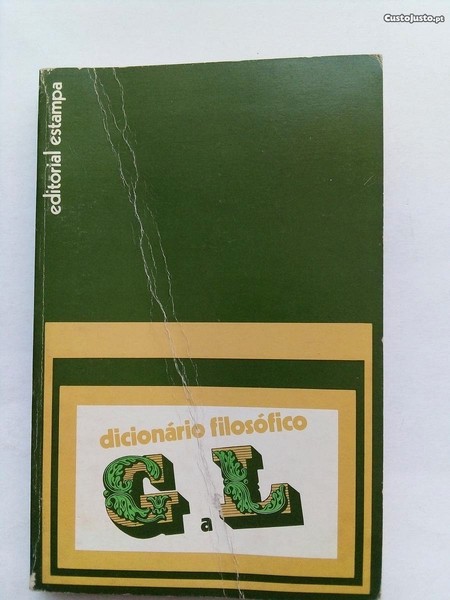 CustoJusto.pt
editorial estampa
dicionário filosófico
G a L